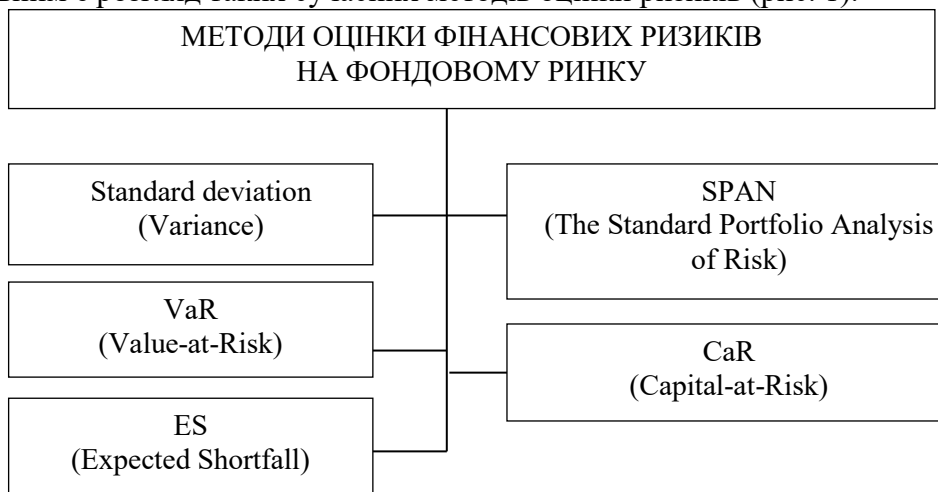 МЕТОДИ ОЦІНКИ ФІНАНСОВИХ РИЗИКІВ
НА ФОНДОВОМУ РИНКУ
Standard deviation
(Variance)
SPAN
(The Standard Portfolio Analysis
of Risk)
VaR
(Value-at-Risk)
CaR
(Capital-at-Risk)
ES
(Expected Shortfall)